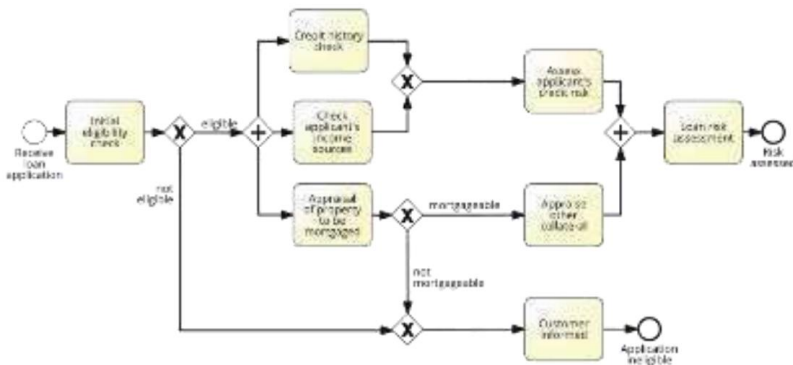 Credit history
check
Assess
applicant's
credit risk
eligible
Initial
eligibility
check
Check
applicant's
income
sources
Loan risk
assessment
Receive
loan
application
Risk
assessed
not
eligible
Appraisal
of property
to be
mortgaged
mortgageable
Appraise
other
collateral
not
mortgageable
Customer
informed
Application
ineligible